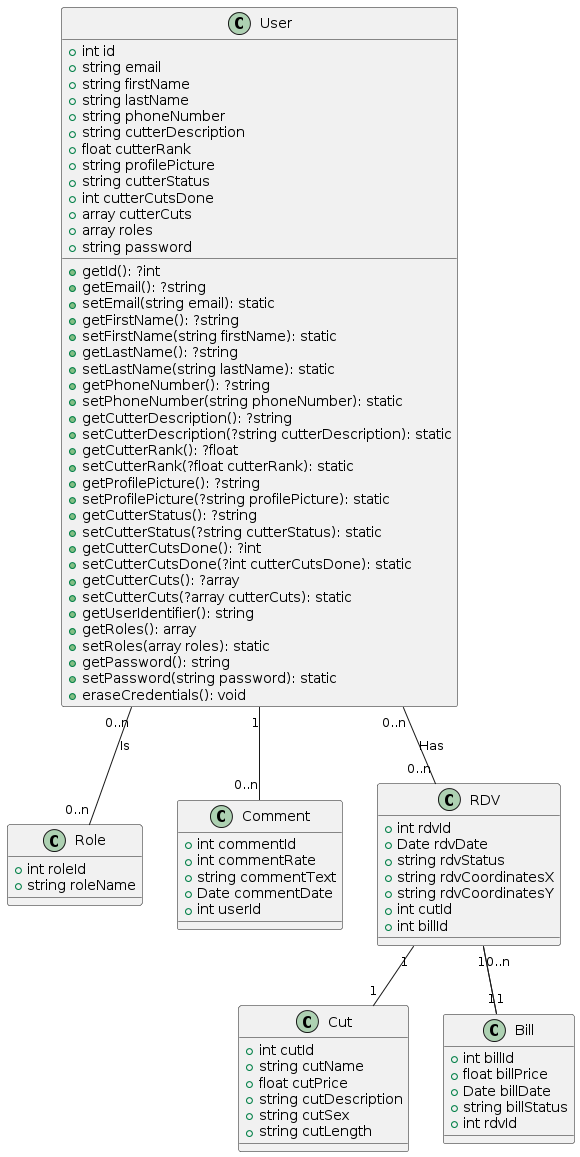 C User
int id
string email
string firstName
string lastName
string phoneNumber
string cutterDescription
float cutterRank
string profilePicture
string cutterStatus
int cutterCutsDone
array cutterCuts
array roles
string password
getId(): ?int
getEmail(): ?string
setEmail(string email): static
getFirstName(): ?string
setFirstName(string firstName): static
getLastName(): ?string
setLastName(string lastName): static
getPhoneNumber(): ?string
setPhoneNumber(string phoneNumber): static
getCutterDescription(): ?string
setCutterDescription(?string cutterDescription): static
getCutterRank(): ?float
setCutterRank(?float cutterRank): static
getProfilePicture(): ?string
setProfilePicture(?string profilePicture): static
getCutterStatus(): ?string
setCutterStatus(?string cutterStatus): static
getCutterCutsDone(): ?int
setCutterCutsDone(?int cutterCutsDone): static
getCutterCuts(): ?array
setCutterCuts(?array cutterCuts): static
getUserIdentifier(): string
getRoles(): array
setRoles(array roles): static
getPassword(): string
setPassword(string password): static
eraseCredentials(): void
0..n
1
0..n
Is
Has
0..n
0..n
0..n
C Role
int roleId
string roleName
C Comment
int commentId
int commentRate
string commentText
Date commentDate
int userId
C RDV
int rdvId
Date rdvDate
string rdvStatus
string rdvCoordinatesX
string rdvCoordinatesY
int cutId
int billId
1
1
0..n
1
1
1
C Cut
int cutId
string cutName
float cutPrice
string cutDescription
string cutSex
string cutLength
C Bill
int billId
float billPrice
Date billDate
string billStatus
int rdvId